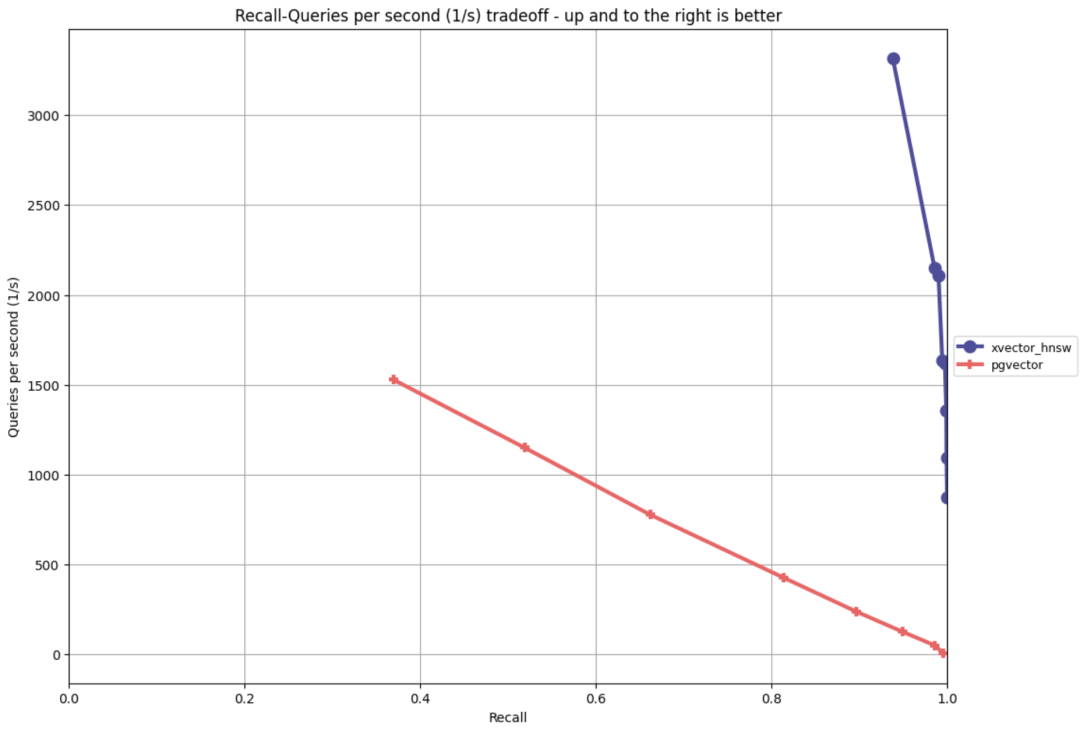 Recall-Queries per second (1/s) tradeoff - up and to the right is better
Queries per second (1/s)
3000
2500
2000
1500
1000
500
0
0.0 0.2 0.4 0.6 0.8 1.0
Recall
xvector_hnsw
pgvector